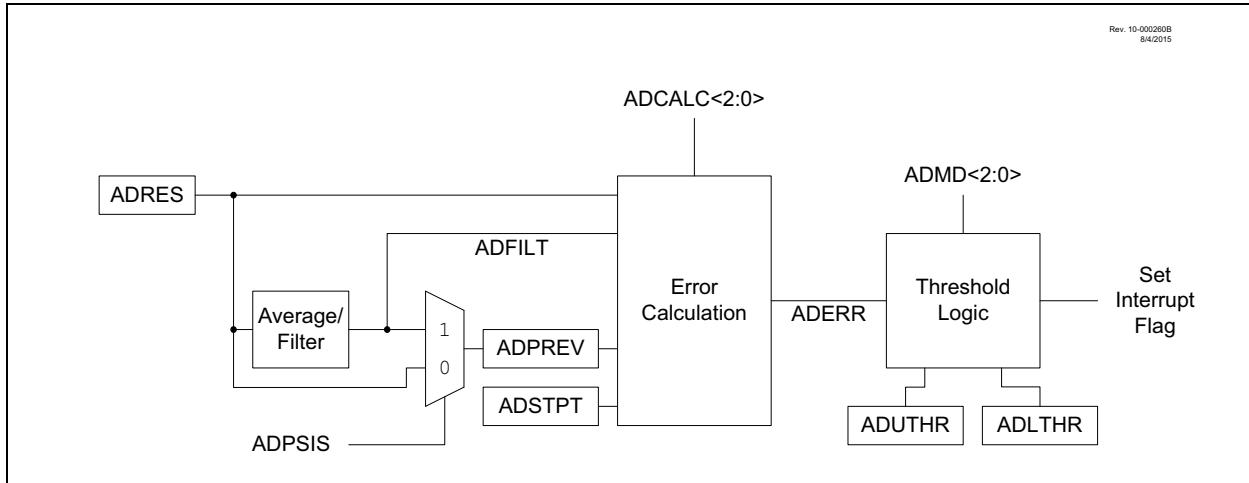 Rev. 10-000260B
8/4/2015
ADCALC<2:0>
ADMD<2:0>
ADRES
ADFILT
Average/
Filter
1
0
ADPREV
ADSTPT
ADPSIS
Error
Calculation
ADERR
Threshold
Logic
Set
Interrupt
Flag
ADUTHR
ADLTHR